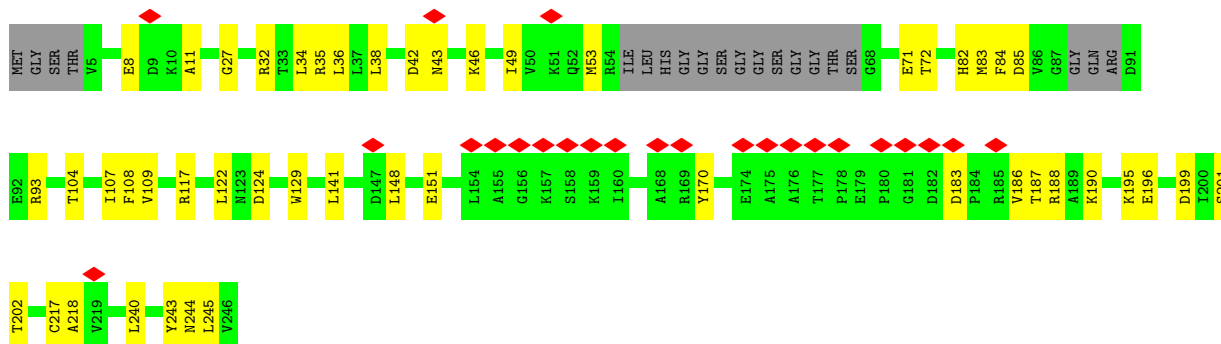 MET GLY SER THR V5 E8 D9 K10 A11 G27 R32 T33 L34 R35 L36 L37 L38 D42 N43 K46 I49 V50 K51 Q52 M53 R54 ILE LEU HIS GLY GLY SER GLY GLY SER GLY GLY THR SER G68 E71 T72 H82 M83 F84 D85 V86 G87 GLY GLN ARG D91
E92 R93 T104 I107 F108 V109 R117 L122 N123 D124 W129 L141 D147 L148 E151 L154 A155 G156 K157 S158 K159 I160 A168 R169 Y170 E174 A175 A176 T177 P178 E179 P180 G181 D182 D183 P184 R185 V186 T187 R188 A189 K190 K195 E196 D199 I200 S201
T202 C217 A218 V219 L240 Y243 N244 L245 V246